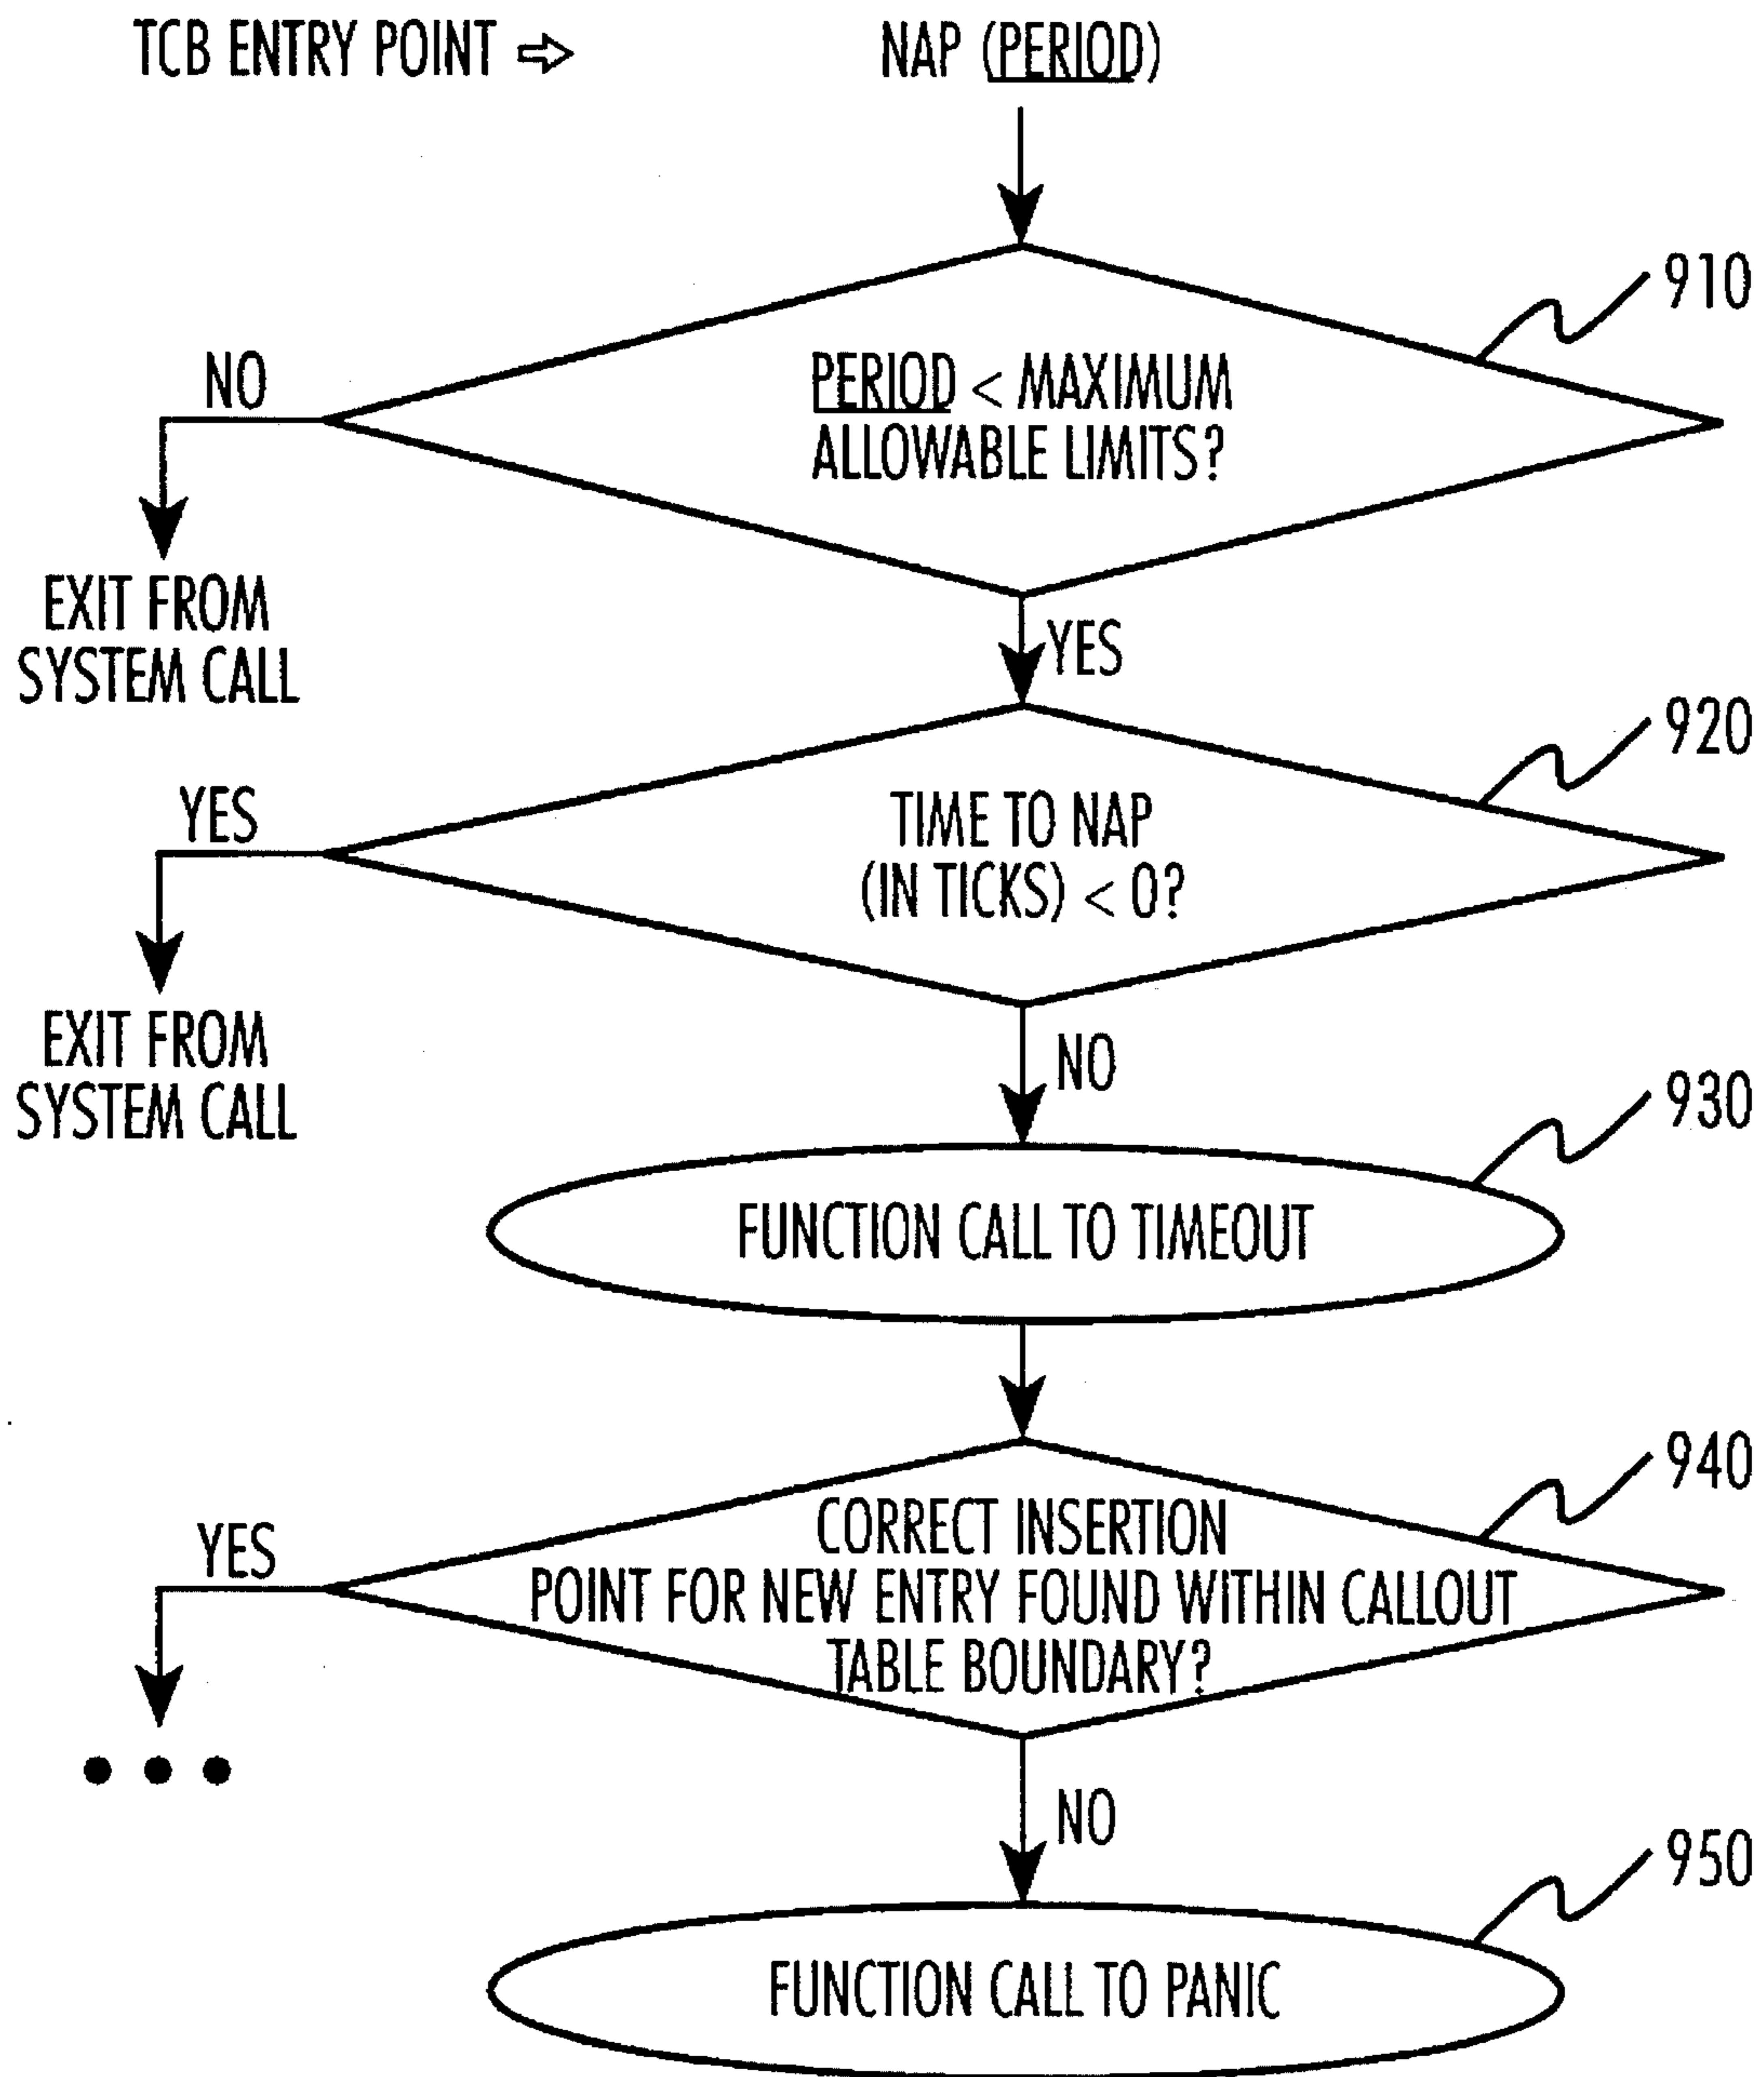 TCB ENTRY POINT ⇨ NAP (PERIOD)
910
PERIOD < MAXIMUM
ALLOWABLE LIMITS?
NO
EXIT FROM
SYSTEM CALL
YES
920
TIME TO NAP
(IN TICKS) < 0?
YES
EXIT FROM
SYSTEM CALL
NO
930
FUNCTION CALL TO TIMEOUT
940
CORRECT INSERTION
POINT FOR NEW ENTRY FOUND WITHIN CALLOUT
TABLE BOUNDARY?
YES
• • •
NO
950
FUNCTION CALL TO PANIC